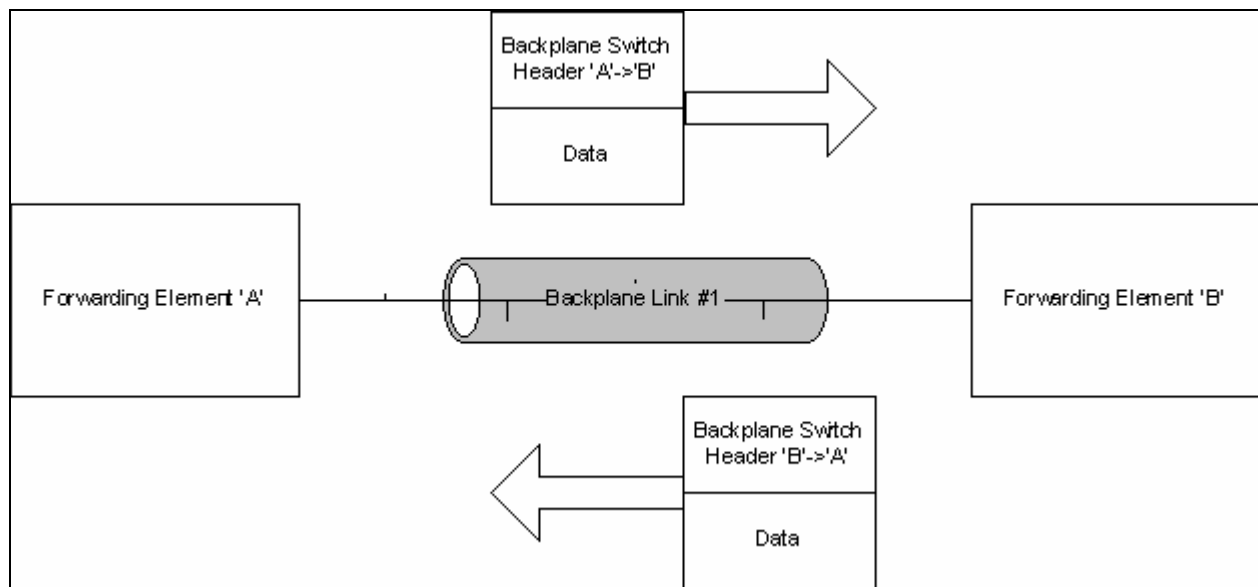 Backplane Switch
Header 'A'->'B'
Data
Forwarding Element 'A'
Backplane Link #1
Forwarding Element 'B'
Backplane Switch
Header 'B'->'A'
Data